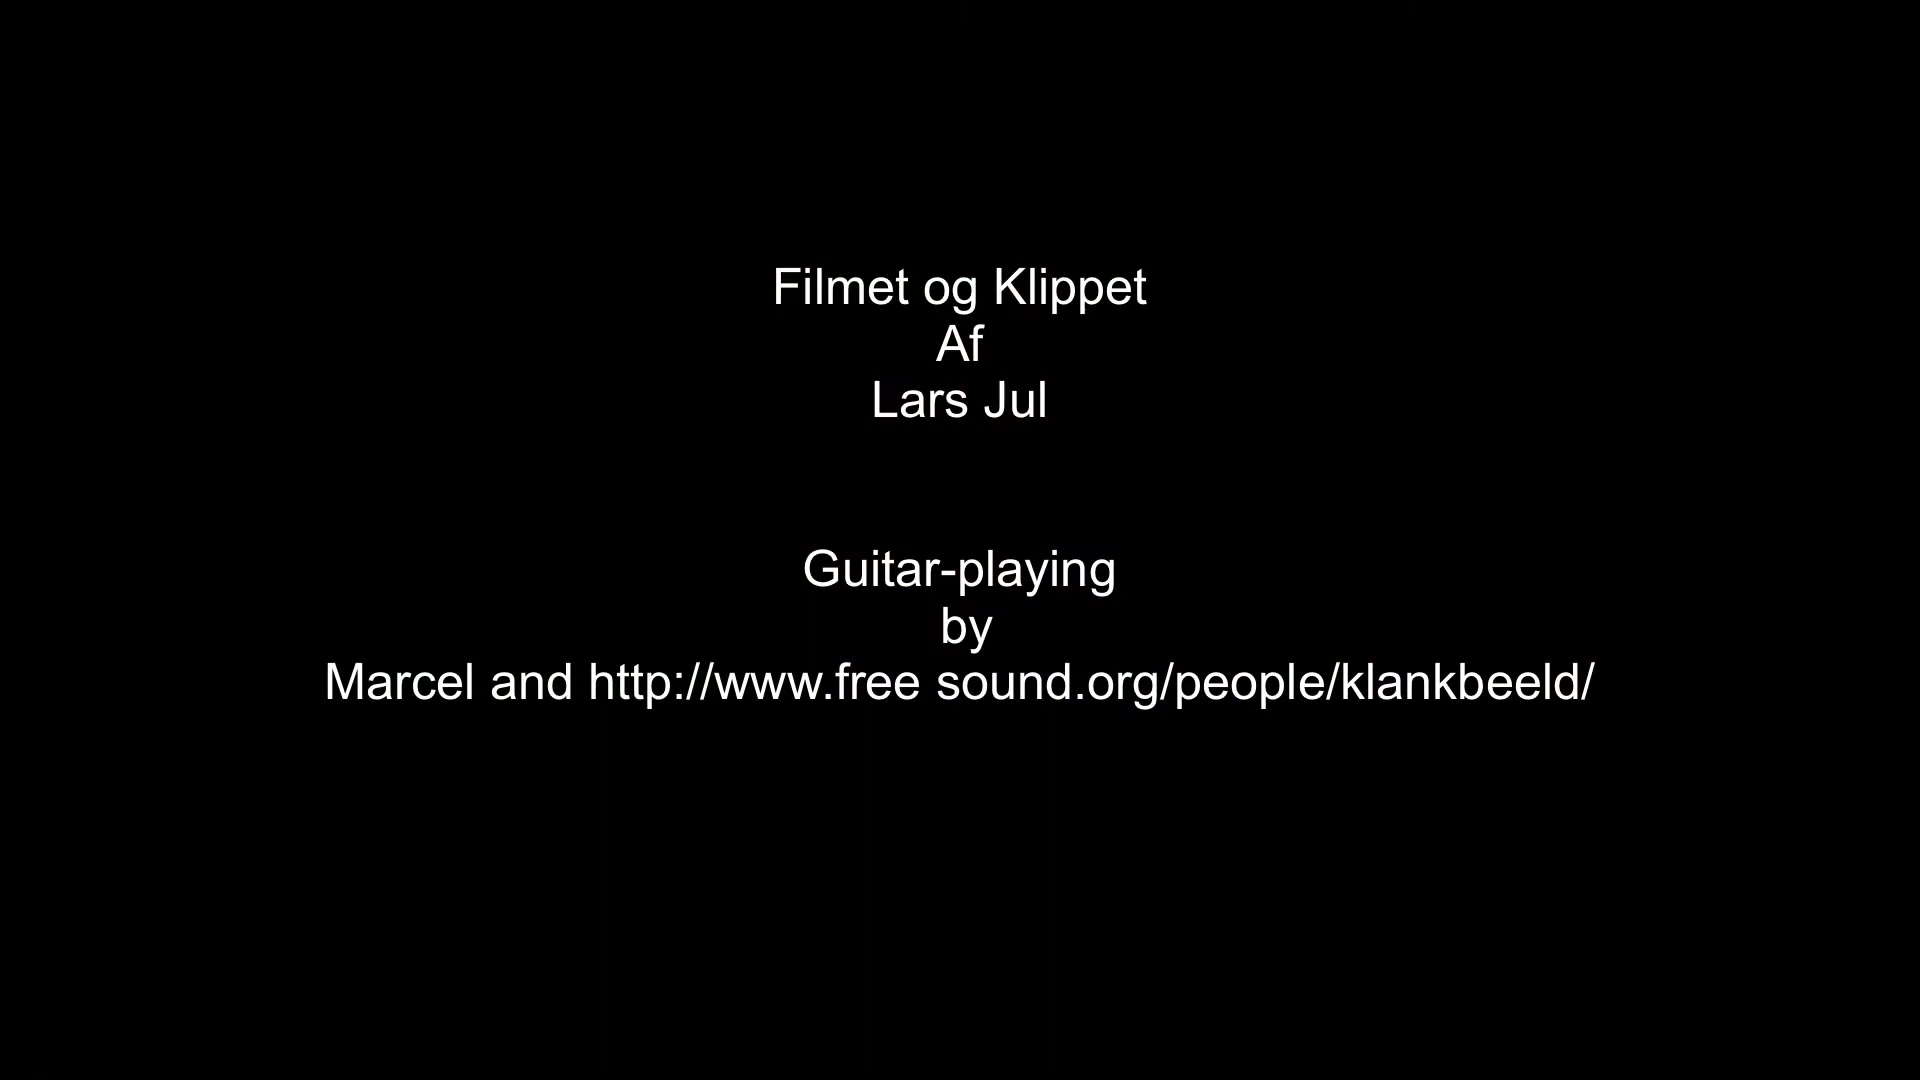 Filmet og Klippet
Af
Lars Jul
Guitar-playing
by
Marcel and http://www.free sound.org/people/klankbeeld/